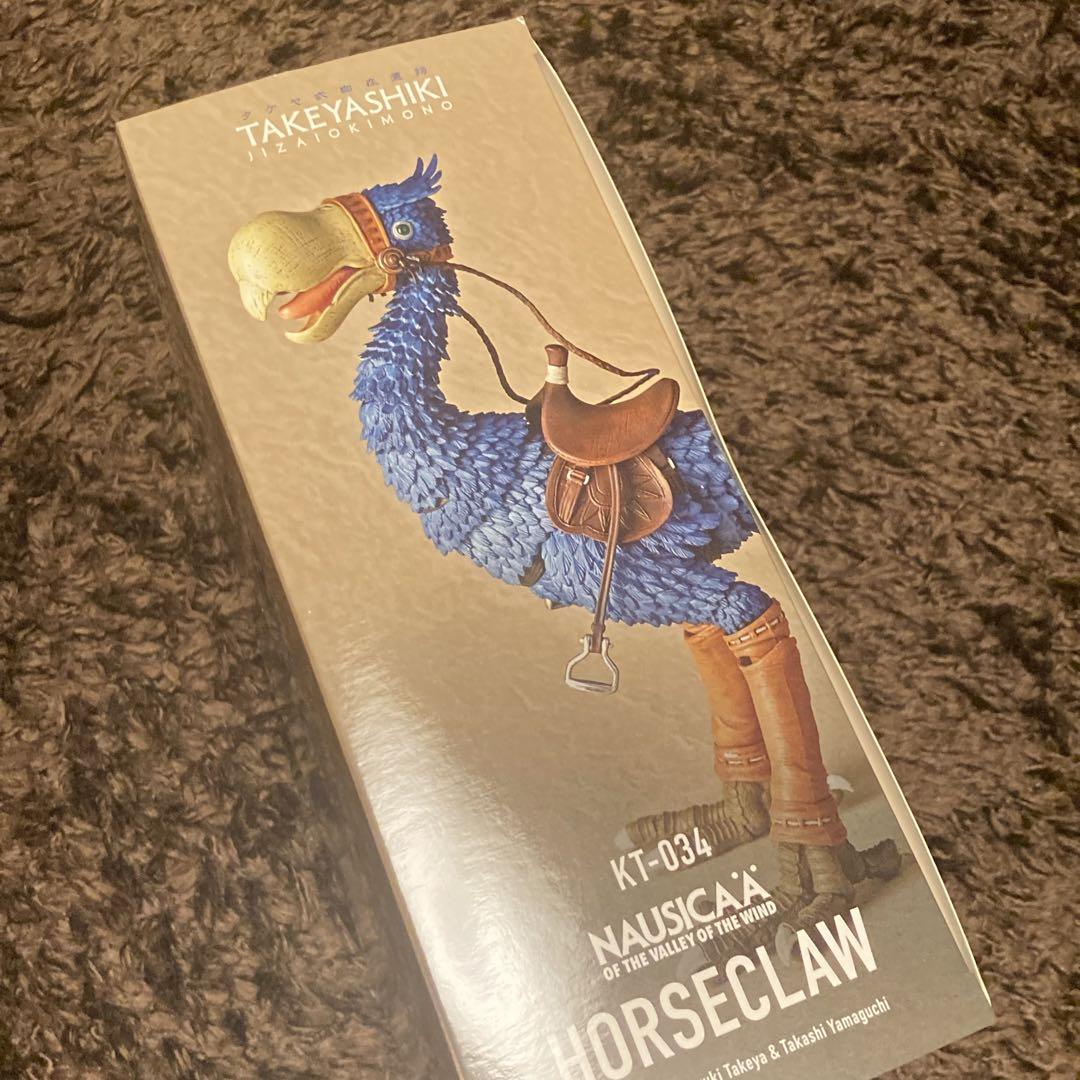 タケヤ式自在置物
TAKEYASHIKI
JIZAIOKIMONO
KT-034
NAUSICAÄ
OF THE VALLEY OF THE WIND
HORSECLAW
Takeya & Takashi Yamaguchi